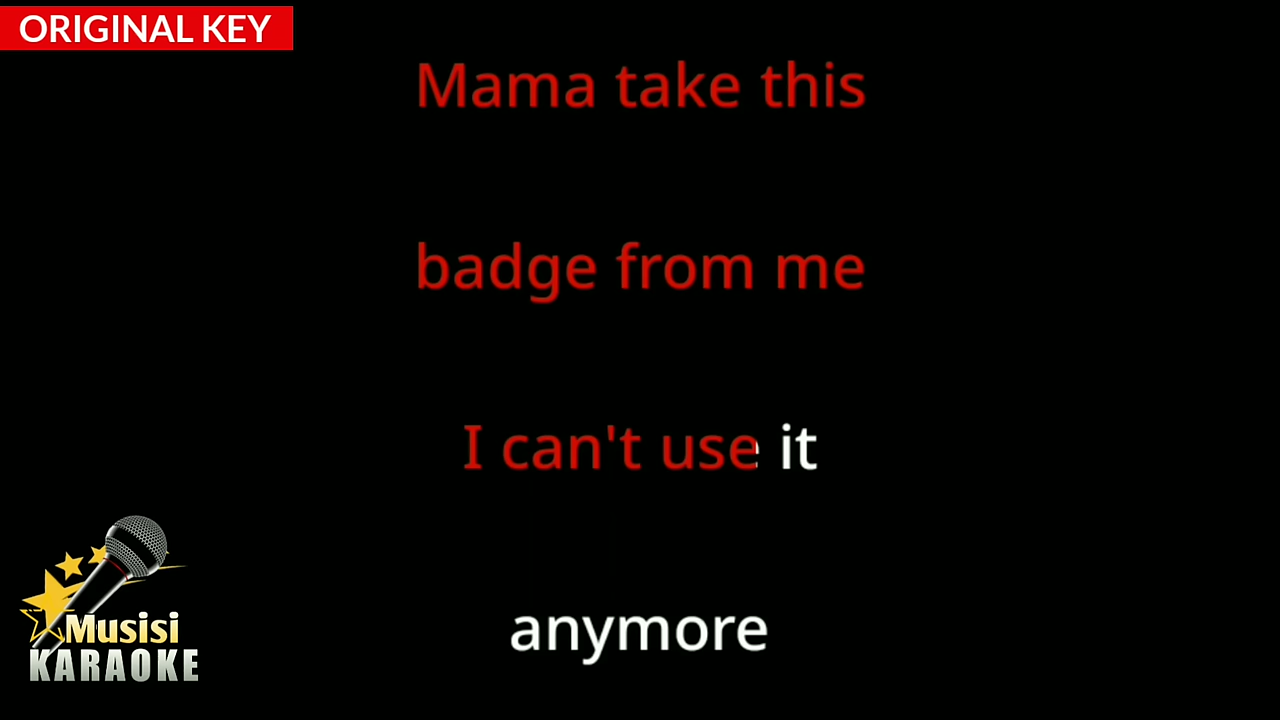 ORIGINAL KEY
Mama take this
badge from me
I can't use it
anymore
Musisi
KARAOKE